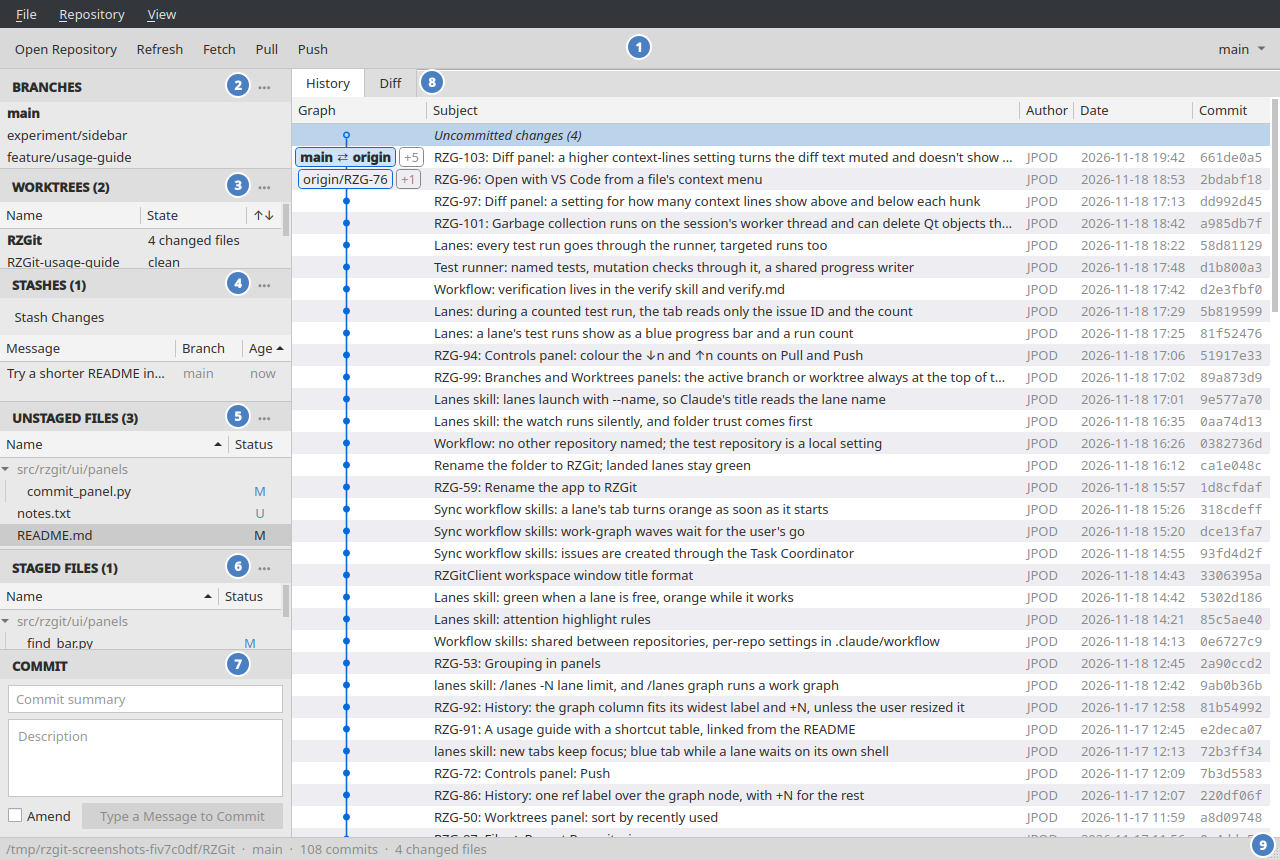 File Repository View
Open Repository Refresh Fetch Pull Push 1 main
BRANCHES 2 ...
main
experiment/sidebar
feature/usage-guide
WORKTREES (2) 3 ...
Name State ↑↓
RZGit 4 changed files
RZGit-usage-guide clean
STASHES (1) 4 ...
Stash Changes
Message Branch Age
Try a shorter README in... main now
UNSTAGED FILES (3) 5 ...
Name Status
src/rzgit/ui/panels
commit_panel.py M
notes.txt U
README.md M
STAGED FILES (1) 6 ...
Name Status
src/rzgit/ui/panels
find_bar.py M
COMMIT 7
Commit summary
Description
Amend Type a Message to Commit
History Diff 8
Graph Subject Author Date Commit
Uncommitted changes (4)
main ⇄ origin +5 RZG-103: Diff panel: a higher context-lines setting turns the diff text muted and doesn't show ... JPOD 2026-11-18 19:42 661de0a5
origin/RZG-76 +1 RZG-96: Open with VS Code from a file's context menu JPOD 2026-11-18 18:53 2bdabf18
RZG-97: Diff panel: a setting for how many context lines show above and below each hunk JPOD 2026-11-18 17:13 dd992d45
RZG-101: Garbage collection runs on the session's worker thread and can delete Qt objects th... JPOD 2026-11-18 18:42 a985db7f
Lanes: every test run goes through the runner, targeted runs too JPOD 2026-11-18 18:22 58d81129
Test runner: named tests, mutation checks through it, a shared progress writer JPOD 2026-11-18 17:48 d1b800a3
Workflow: verification lives in the verify skill and verify.md JPOD 2026-11-18 17:42 d2e3fbf0
Lanes: during a counted test run, the tab reads only the issue ID and the count JPOD 2026-11-18 17:29 5b819599
Lanes: a lane's test runs show as a blue progress bar and a run count JPOD 2026-11-18 17:25 81f52476
RZG-94: Controls panel: colour the ↓n and ↑n counts on Pull and Push JPOD 2026-11-18 17:06 51917e33
RZG-99: Branches and Worktrees panels: the active branch or worktree always at the top of t... JPOD 2026-11-18 17:02 89a873d9
Lanes skill: lanes launch with --name, so Claude's title reads the lane name JPOD 2026-11-18 17:01 9e577a70
Lanes skill: the watch runs silently, and folder trust comes first JPOD 2026-11-18 16:35 0aa74d13
Workflow: no other repository named; the test repository is a local setting JPOD 2026-11-18 16:26 0382736d
Rename the folder to RZGit; landed lanes stay green JPOD 2026-11-18 16:12 ca1e048c
RZG-59: Rename the app to RZGit JPOD 2026-11-18 15:57 1d8cfdaf
Sync workflow skills: a lane's tab turns orange as soon as it starts JPOD 2026-11-18 15:26 318cdeff
Sync workflow skills: work-graph waves wait for the user's go JPOD 2026-11-18 15:20 dce13fa7
Sync workflow skills: issues are created through the Task Coordinator JPOD 2026-11-18 14:55 93fd4d2f
RZGitClient workspace window title format JPOD 2026-11-18 14:43 3306395a
Lanes skill: green when a lane is free, orange while it works JPOD 2026-11-18 14:42 5302d186
Lanes skill: attention highlight rules JPOD 2026-11-18 14:21 85c5ae40
Workflow skills: shared between repositories, per-repo settings in .claude/workflow JPOD 2026-11-18 14:13 0e6727c9
RZG-53: Grouping in panels JPOD 2026-11-18 12:45 2a90ccd2
lanes skill: /lanes -N lane limit, and /lanes graph runs a work graph JPOD 2026-11-18 12:42 9ab0b36b
RZG-92: History: the graph column fits its widest label and +N, unless the user resized it JPOD 2026-11-17 12:58 81b54992
RZG-91: A usage guide with a shortcut table, linked from the README JPOD 2026-11-17 12:45 e2deca07
lanes skill: new tabs keep focus; blue tab while a lane waits on its own shell JPOD 2026-11-17 12:13 72b3ff34
RZG-72: Controls panel: Push JPOD 2026-11-17 12:09 7b3d5583
RZG-86: History: one ref label over the graph node, with +N for the rest JPOD 2026-11-17 12:07 220df06f
RZG-50: Worktrees panel: sort by recently used JPOD 2026-11-17 11:59 a8d09748
/tmp/rzgit-screenshots-fiv7c0df/RZGit · main · 108 commits · 4 changed files 9